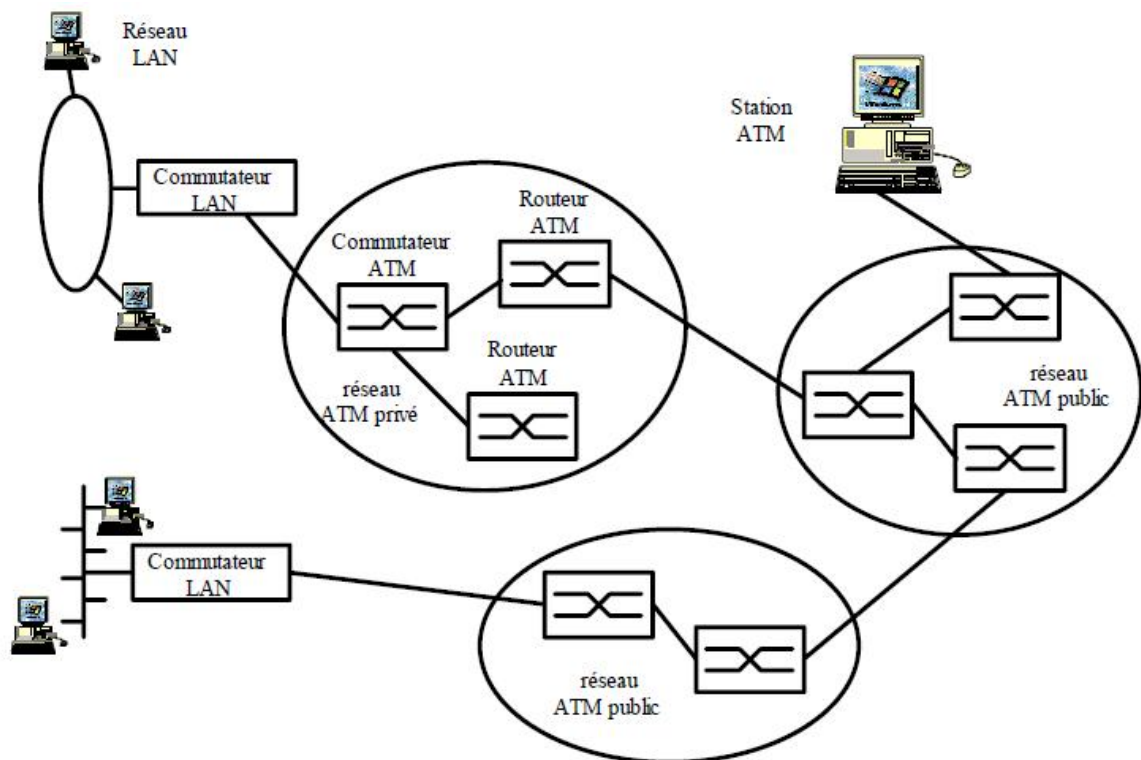 Réseau
LAN
Station
ATM
Commutateur
LAN
Routeur
ATM
Commutateur
ATM
Routeur
ATM
réseau
ATM privé
réseau
ATM public
Commutateur
LAN
réseau
ATM public